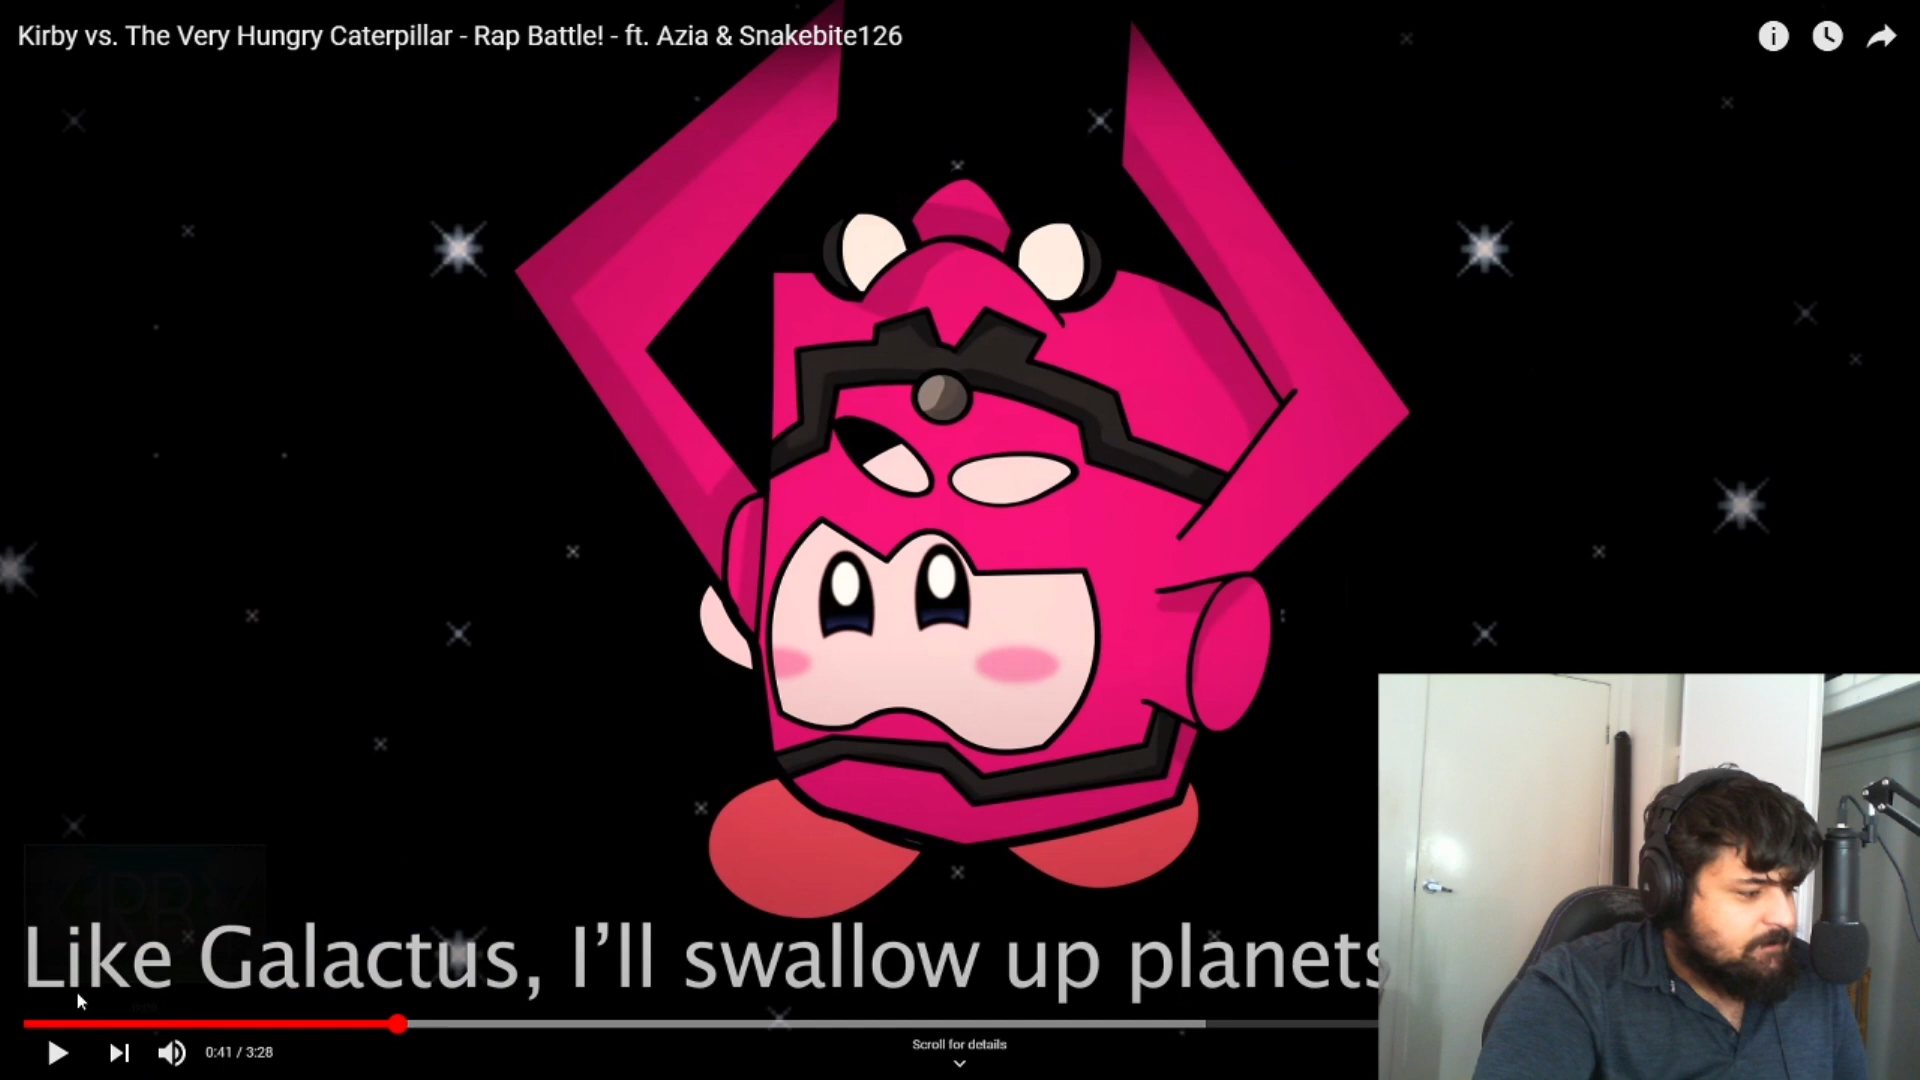 Kirby vs. The Very Hungry Caterpillar - Rap Battle! - ft. Azia & Snakebite126
Like Galactus, I’ll swallow up planets
0:41 / 3:28
Scroll for details